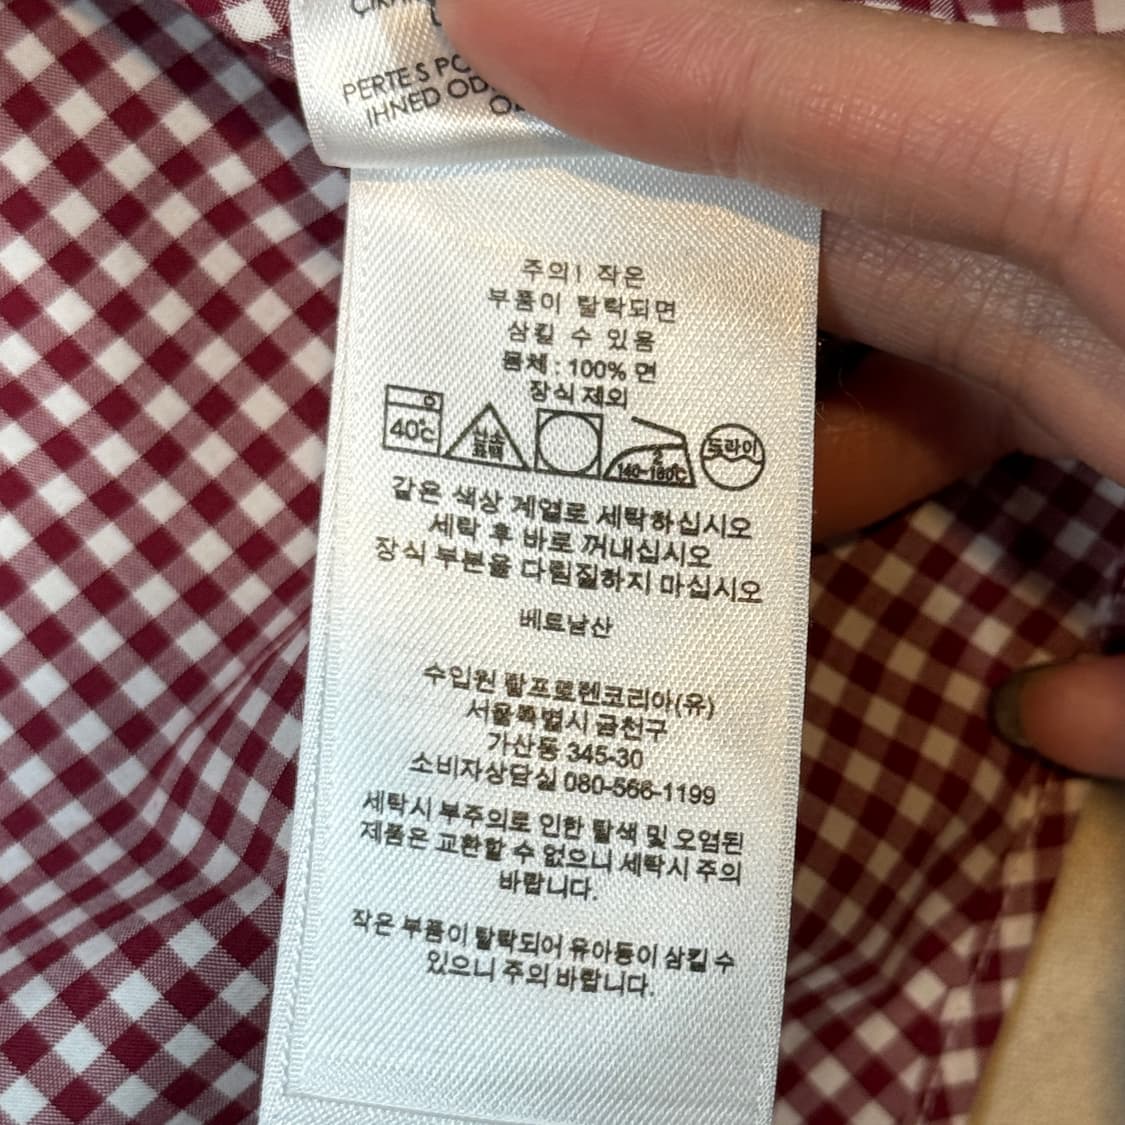 PERTE.S
IHNED
주의! 작은
부품이 탈락되면
삼킬 수 있음
몸체 : 100% 면
장식 제외
40°C
산소
표백
2
140-160°C
드라이
같은 색상 계열로 세탁하십시오
세탁 후 바로 꺼내십시오
장식 부분을 다림질하지 마십시오
베트남산
수입원 랄프로렌코리아(유)
서울특별시 금천구
가산동 345-30
소비자상담실 080-566-1199
세탁시 부주의로 인한 탈색 및 오염된
제품은 교환할 수 없으니 세탁시 주의
바랍니다.
작은 부품이 탈락되어 유아등이 삼킬 수
있으니 주의 바랍니다.